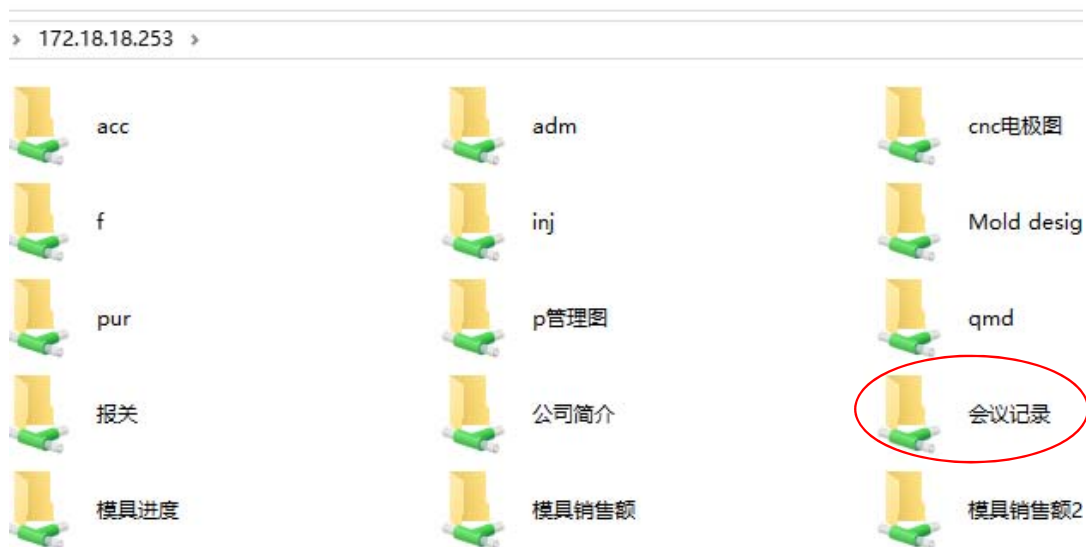 172.18.18.253
acc adm cnc电极图
f inj Mold desig
pur p管理图 qmd
报关 公司简介 会议记录
模具进度 模具销售额 模具销售额2